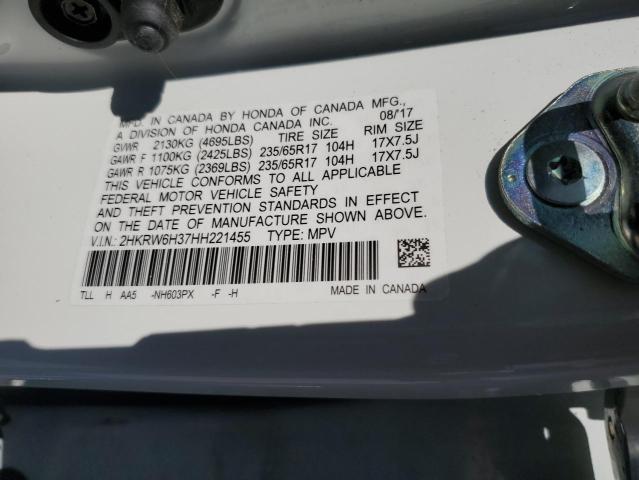 MFD. IN CANADA BY HONDA OF CANADA MFG., 08/17
A DIVISION OF HONDA CANADA INC.
GVWR 2130KG (4695LBS) TIRE SIZE RIM SIZE
GAWR F 1100KG (2425LBS) 235/65R17 104H 17X7.5J
GAWR R 1075KG (2369LBS) 235/65R17 104H 17X7.5J
THIS VEHICLE CONFORMS TO ALL APPLICABLE
FEDERAL MOTOR VEHICLE SAFETY
AND THEFT PREVENTION STANDARDS IN EFFECT
ON THE DATE OF MANUFACTURE SHOWN ABOVE.
V.I.N.: 2HKRW6H37HH221455 TYPE: MPV
TLL H AA5 -NH603PX -F -H MADE IN CANADA